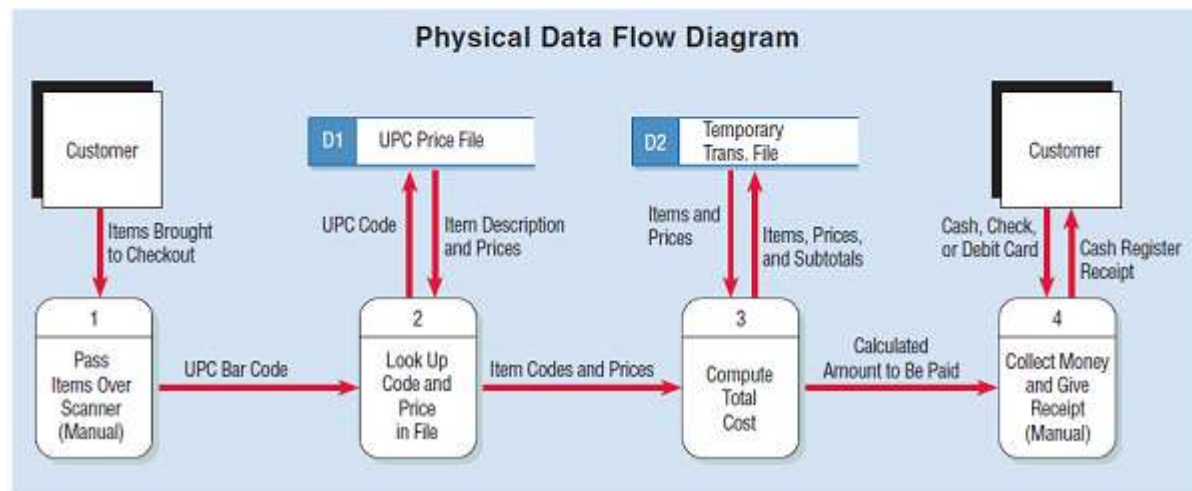 Physical Data Flow Diagram
Customer
D1
UPC Price File
D2
Temporary
Trans. File
Customer
Items Brought
to Checkout
UPC Code
Item Description
and Prices
Items and
Prices
Items, Prices,
and Subtotals
Cash, Check,
or Debit Card
Cash Register
Receipt
1
Pass
Items Over
Scanner
(Manual)
UPC Bar Code
2
Look Up
Code and
Price
in File
Item Codes and Prices
3
Compute
Total
Cost
Calculated
Amount to Be Paid
4
Collect Money
and Give
Receipt
(Manual)